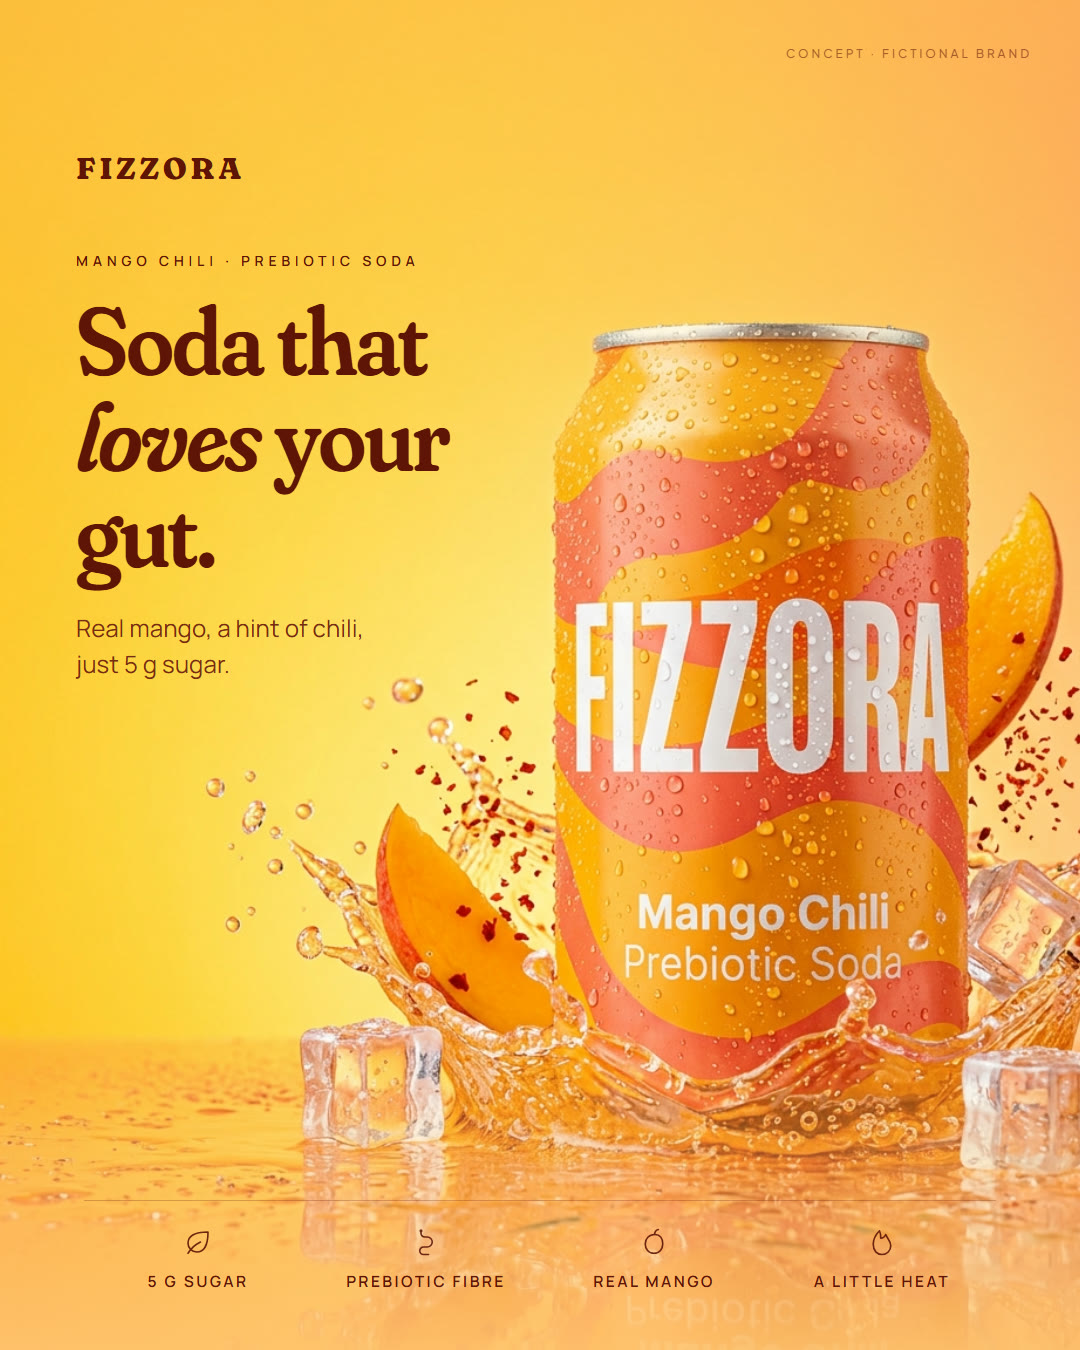 CONCEPT · FICTIONAL BRAND
FIZZORA
MANGO CHILI · PREBIOTIC SODA
Soda that
loves your
gut.
Real mango, a hint of chili,
just 5 g sugar.
FIZZORA
Mango Chili
Prebiotic Soda
5 G SUGAR
PREBIOTIC FIBRE
REAL MANGO
A LITTLE HEAT